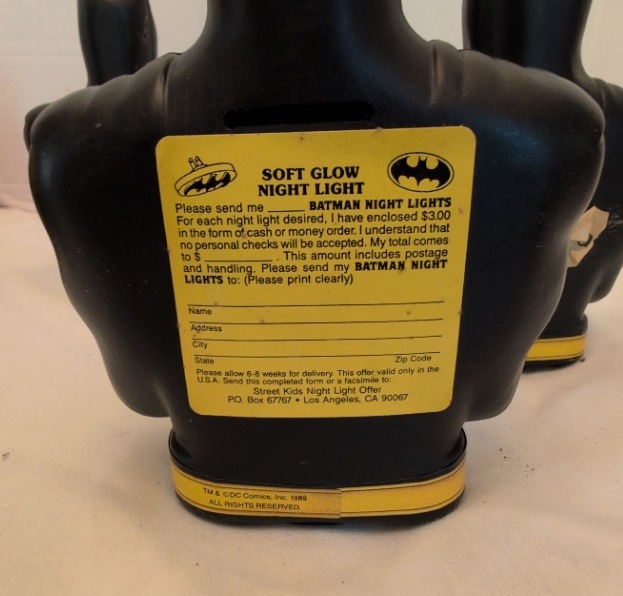 SOFT GLOW
NIGHT LIGHT
Please send me ______ BATMAN NIGHT LIGHTS
For each night light desired, I have enclosed $3.00
in the form of cash or money order. I understand that
no personal checks will be accepted. My total comes
to $ __________ . This amount includes postage
and handling. Please send my BATMAN NIGHT
LIGHTS to: (Please print clearly)
Name
Address
City
State Zip Code
Please allow 6-8 weeks for delivery. This offer valid only in the
U.S.A. Send this completed form or a facsimile to:
Street Kids Night Light Offer
P.O. Box 67767 • Los Angeles, CA 90067
TM & ©DC Comics, Inc. 1989
ALL RIGHTS RESERVED.